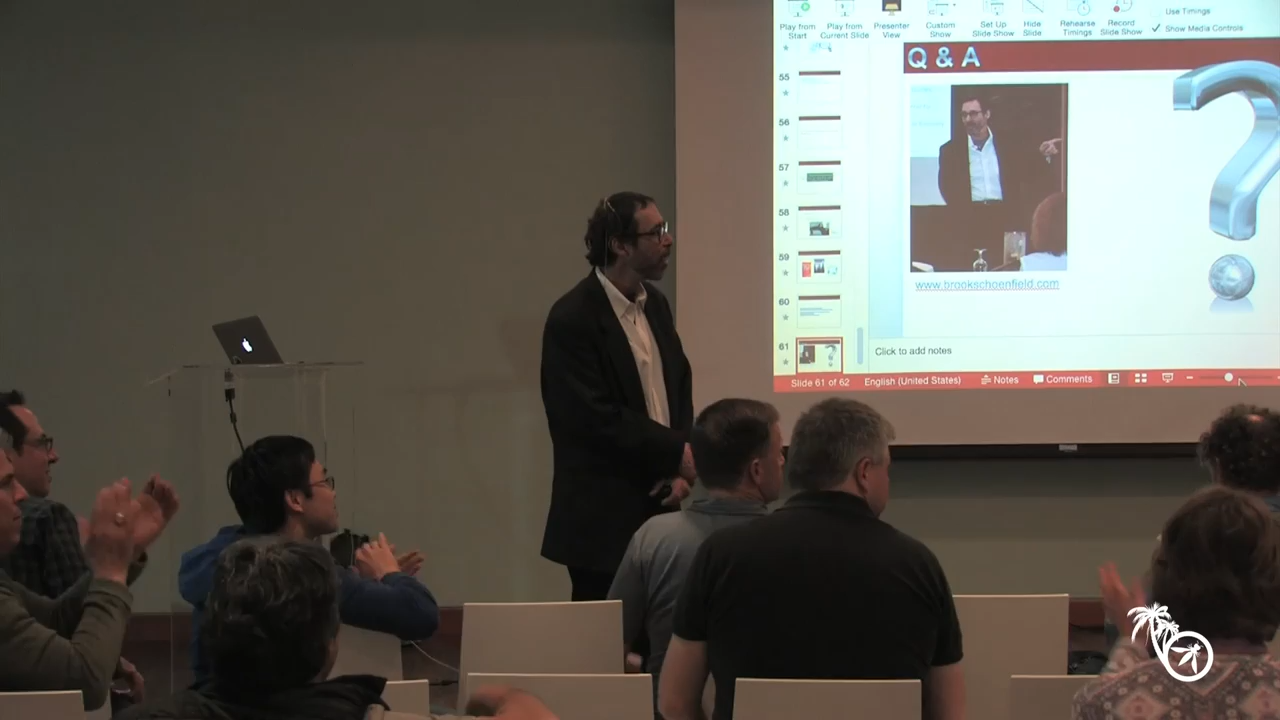 Play from Start
Play from Current Slide
Presenter View
Custom Show
Set Up Slide Show
Hide Slide
Rehearse Timings
Record Slide Show
Use Timings
Show Media Controls
Q & A
55
56
57
58
59
60
61
www.brookschoenfield.com
Click to add notes
Slide 61 of 62
English (United States)
Notes
Comments